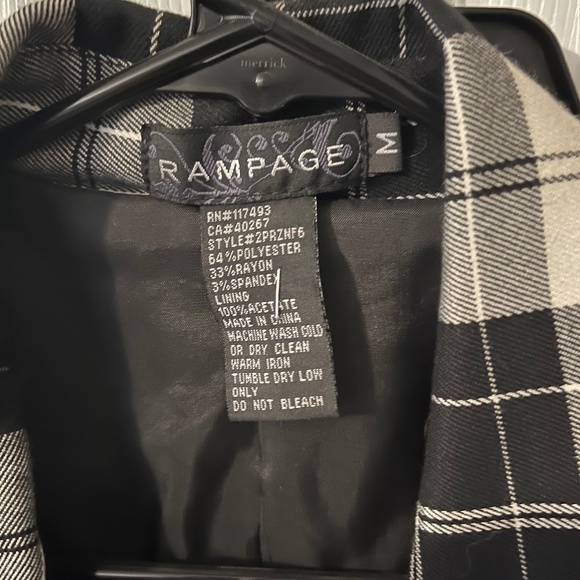 merrick
RAMPAGE
M
RN#117493
CA#40267
STYLE#2PRZNF6
64%POLYESTER
33%RAYON
3%SPANDEX
LINING
100%ACETATE
MADE IN CHINA
MACHINE WASH COLD
OR DRY CLEAN
WARM IRON
TUMBLE DRY LOW
ONLY
DO NOT BLEACH